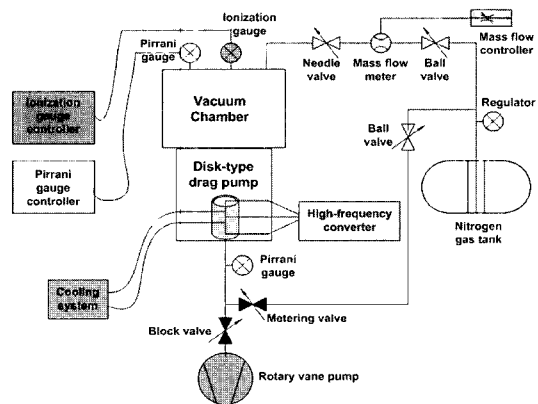 Ionization
gauge
Pirrani
gauge
Mass flow
controller
Needle
valve
Mass flow
meter
Ball
valve
Ionization
gauge
controller
Vacuum
Chamber
Regulator
Ball
valve
Pirrani
gauge
controller
Disk-type
drag pump
High-frequency
converter
Nitrogen
gas tank
Pirrani
gauge
Cooling
system
Metering valve
Block valve
Rotary vane pump